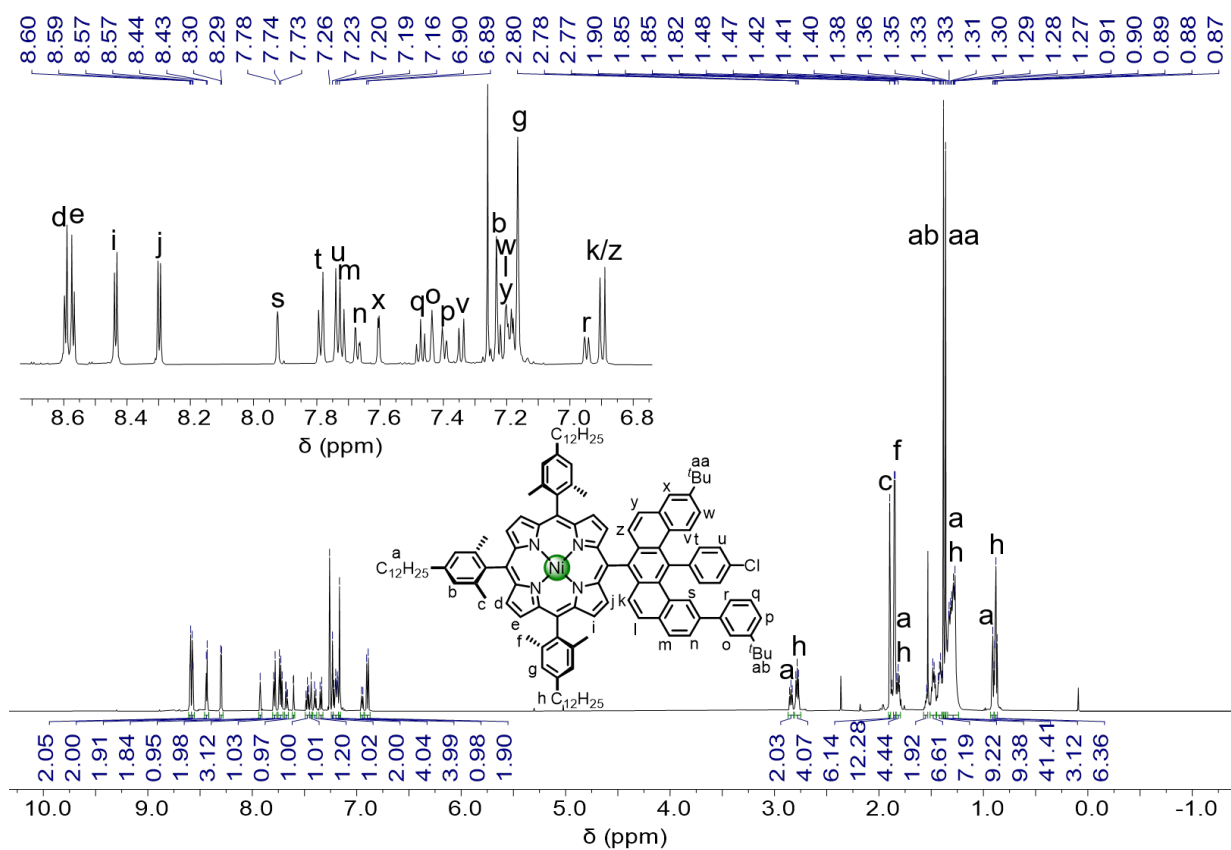 8.60 8.59 8.57 8.57 8.44 8.43 8.30 8.29 7.78 7.74 7.73 7.26 7.23 7.20 7.19 7.16 6.90 6.89 2.80 2.78 2.77 1.90 1.85 1.85 1.82 1.48 1.47 1.42 1.41 1.40 1.38 1.36 1.35 1.33 1.33 1.31 1.30 1.29 1.28 1.27 0.91 0.90 0.89 0.88 0.87
d e i j s t u m n x q o p v b w l y g r k/z
8.6 8.4 8.2 8.0 7.8 7.6 7.4 7.2 7.0 6.8
δ (ppm)
ab aa
c f
a h
a h
a h
a h
C12H25
aa
tBu
x
y
w
z
v t u
a
C12H25
N N
Ni
N N
Cl
b c
d
e
k
j
s
r q
f
i
l
p
m n o
g
tBu
ab
h C12H25
2.05 2.00 1.91 1.84 0.95 1.98 3.12 1.03 0.97 1.00 1.01 1.20 1.02 2.00 4.04 3.99 0.98 1.90 2.03 4.07 6.14 12.28 4.44 1.92 6.61 7.19 9.22 9.38 41.41 3.12 6.36
10.0 9.0 8.0 7.0 6.0 5.0 4.0 3.0 2.0 1.0 0.0 -1.0
δ (ppm)